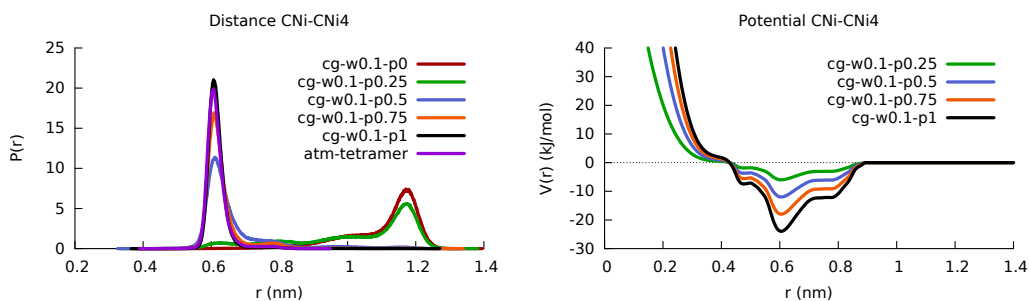 Distance CNi-CNi4
P(r)
25
20
15
10
5
0
cg-w0.1-p0
cg-w0.1-p0.25
cg-w0.1-p0.5
cg-w0.1-p0.75
cg-w0.1-p1
atm-tetramer
0.2 0.4 0.6 0.8 1 1.2 1.4
r (nm)
Potential CNi-CNi4
V(r) (kJ/mol)
40
30
20
10
0
-10
-20
-30
cg-w0.1-p0.25
cg-w0.1-p0.5
cg-w0.1-p0.75
cg-w0.1-p1
0 0.2 0.4 0.6 0.8 1 1.2 1.4
r (nm)